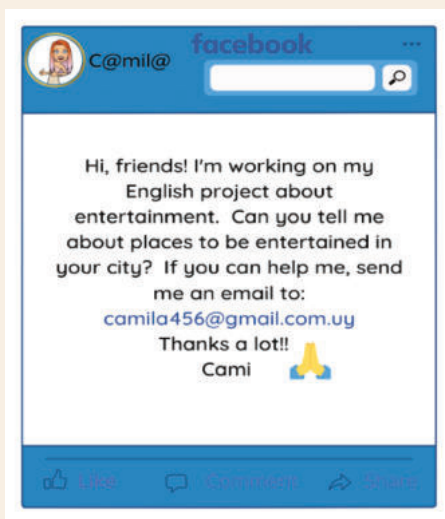 facebook
C@mil@
Hi, friends! I'm working on my
English project about
entertainment. Can you tell me
about places to be entertained in
your city? If you can help me, send
me an email to:
camila456@gmail.com.uy
Thanks a lot!!
Cami
Like Comment Share